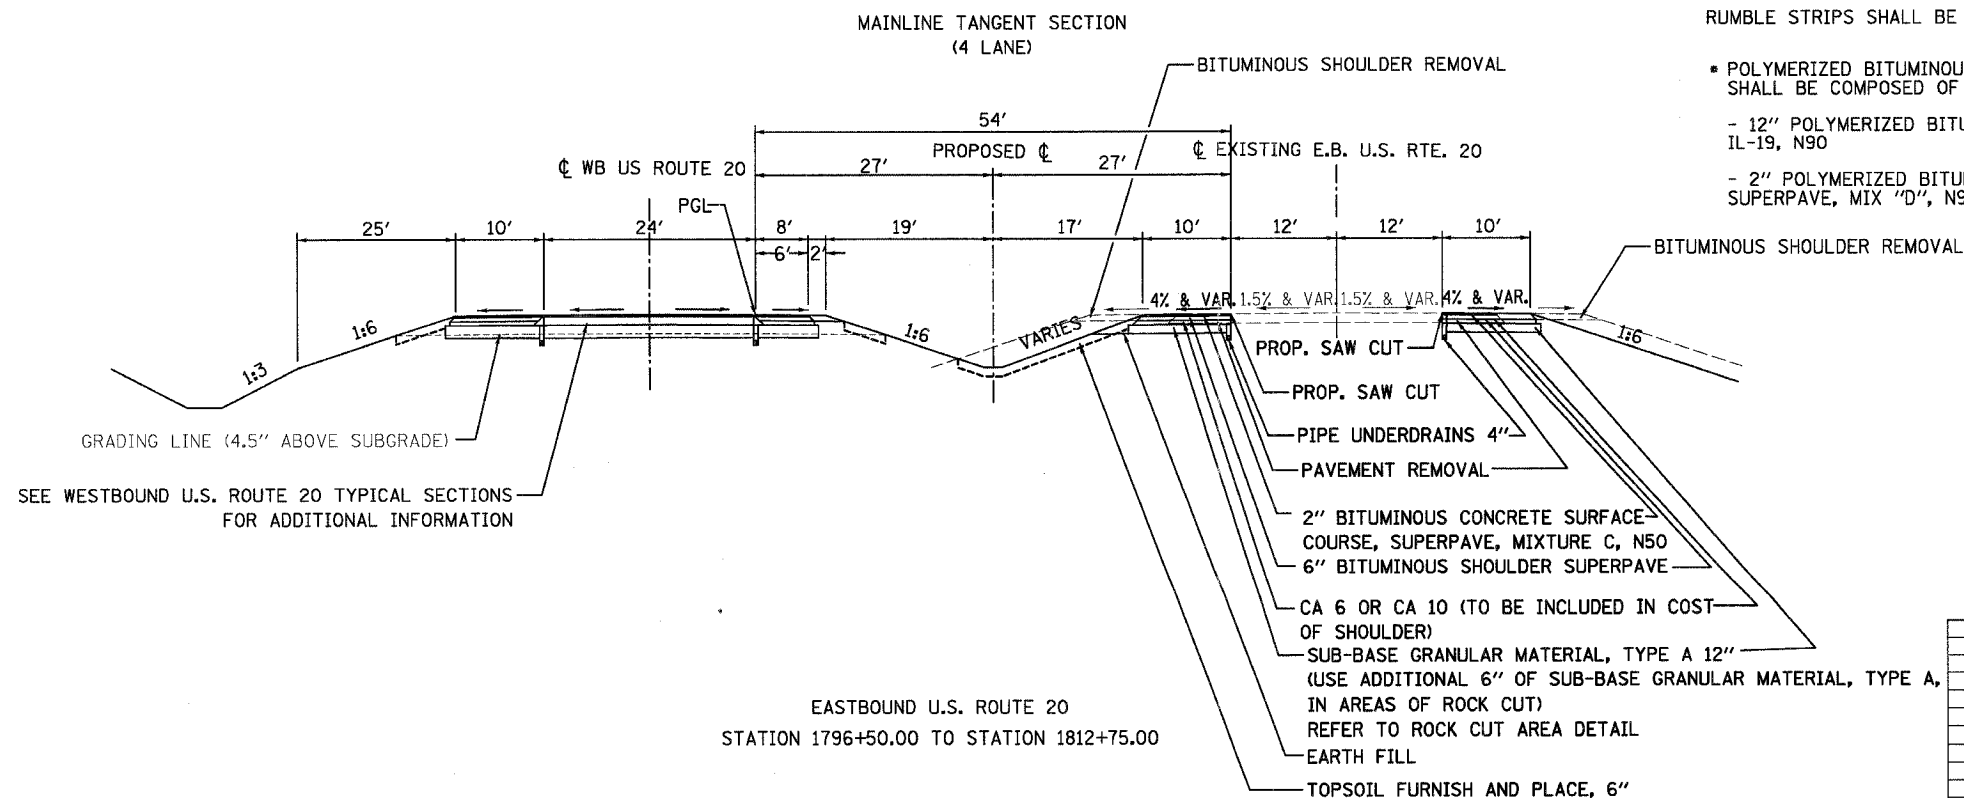 MAINLINE TANGENT SECTION
(4 LANE)
RUMBLE STRIPS SHALL BE
BITUMINOUS SHOULDER REMOVAL
SHALL BE COMPOSED OF
- 12" POLYMERIZED
IL-19, N90
- 2" POLYMERIZED
SUPERPAVE, MIX "D",
54'
PROPOSED ℄
℄ EXISTING E.B. U.S. RTE. 20
℄ WB US ROUTE 20
27'
27'
PGL
25'
10'
24'
8'
19'
17'
10'
12'
12'
10'
6'
2'
BITUMINOUS SHOULDER REMOVAL
4% & VAR.
1.5% & VAR.
1.5% & VAR.
4% & VAR.
1:6
1:3
1:6
VARIES
1:6
PROP. SAW CUT
PROP. SAW CUT
PIPE UNDERDRAINS 4"
PAVEMENT REMOVAL
GRADING LINE (4.5" ABOVE SUBGRADE)
SEE WESTBOUND U.S. ROUTE 20 TYPICAL SECTIONS
FOR ADDITIONAL INFORMATION
2" BITUMINOUS CONCRETE SURFACE
COURSE, SUPERPAVE, MIXTURE C, N50
6" BITUMINOUS SHOULDER SUPERPAVE
CA 6 OR CA 10 (TO BE INCLUDED IN COST
OF SHOULDER)
SUB-BASE GRANULAR MATERIAL, TYPE A 12"
(USE ADDITIONAL 6" OF SUB-BASE GRANULAR MATERIAL, TYPE A,
IN AREAS OF ROCK CUT)
REFER TO ROCK CUT AREA DETAIL
EARTH FILL
TOPSOIL FURNISH AND PLACE, 6"
EASTBOUND U.S. ROUTE 20
STATION 1796+50.00 TO STATION 1812+75.00